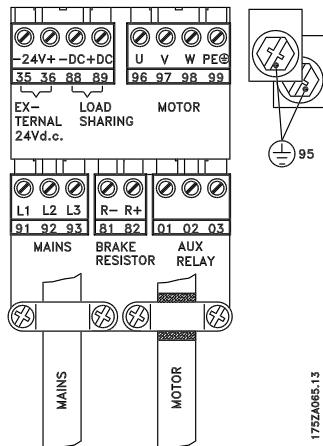 -24V+ -DC+DC U V W PE⏚
35 36 88 89 96 97 98 99
EX-
TERNAL
24Vd.c.
LOAD
SHARING
MOTOR
95
L1 L2 L3 R- R+
91 92 93 81 82 01 02 03
MAINS
BRAKE
RESISTOR
AUX
RELAY
MAINS
MOTOR
175ZA065.13